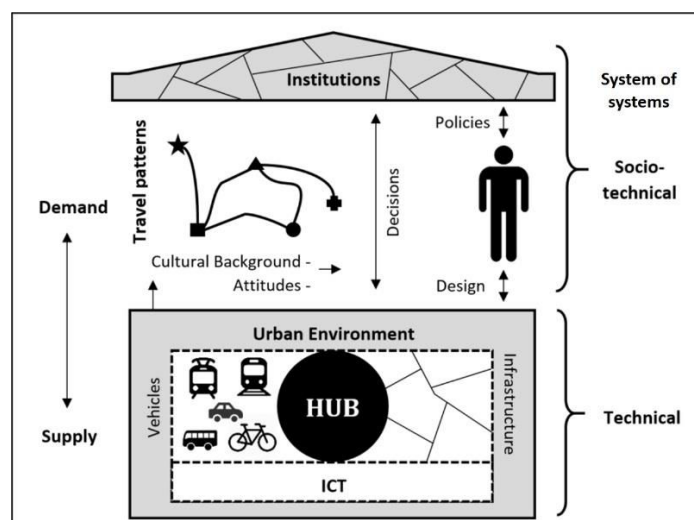 Institutions
System of
systems
Policies
Travel patterns
Decisions
Socio-
technical
Demand
Cultural Background -
Attitudes -
Design
Urban Environment
Vehicles
HUB
Infrastructure
Technical
Supply
ICT